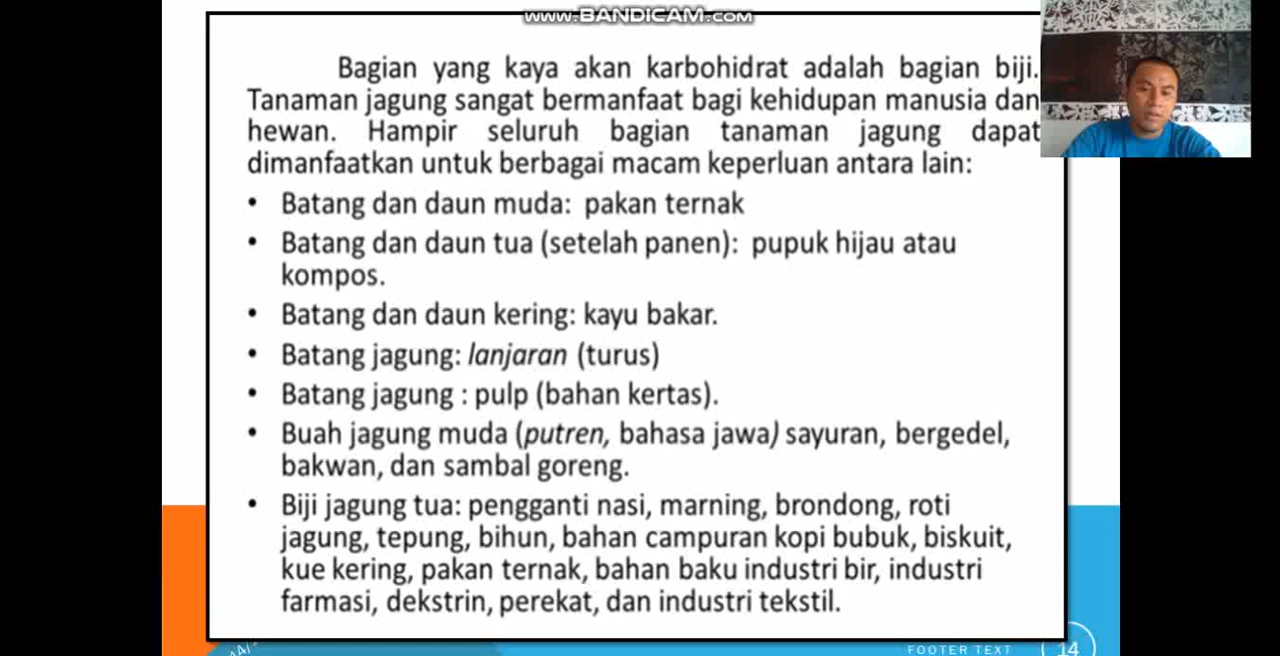 www.BANDICAM.com
Bagian yang kaya akan karbohidrat adalah bagian biji.
Tanaman jagung sangat bermanfaat bagi kehidupan manusia dan
hewan. Hampir seluruh bagian tanaman jagung dapat
dimanfaatkan untuk berbagai macam keperluan antara lain:
• Batang dan daun muda: pakan ternak
• Batang dan daun tua (setelah panen): pupuk hijau atau
kompos.
• Batang dan daun kering: kayu bakar.
• Batang jagung: lanjaran (turus)
• Batang jagung : pulp (bahan kertas).
• Buah jagung muda (putren, bahasa jawa) sayuran, bergedel,
bakwan, dan sambal goreng.
• Biji jagung tua: pengganti nasi, marning, brondong, roti
jagung, tepung, bihun, bahan campuran kopi bubuk, biskuit,
kue kering, pakan ternak, bahan baku industri bir, industri
farmasi, dekstrin, perekat, dan industri tekstil.
FOOTER TEXT
14